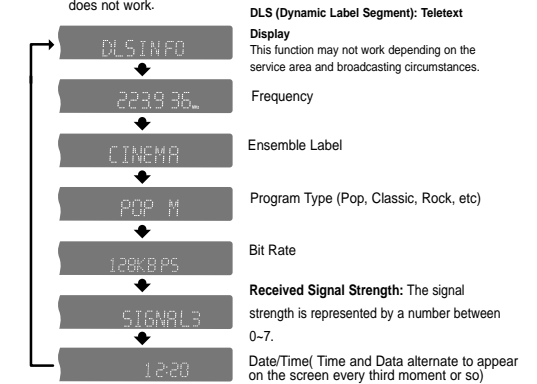 does not work.
DLS (Dynamic Label Segment): Teletext
Display
This function may not work depending on the
service area and broadcasting circumstances.
DLSINFO
223.9 36MHz
Frequency
CINEMA
Ensemble Label
POP M
Program Type (Pop, Classic, Rock, etc)
128KBPS
Bit Rate
SIGNAL3
Received Signal Strength: The signal
strength is represented by a number between
0~7.
12:20
Date/Time( Time and Data alternate to appear
on the screen every third moment or so)